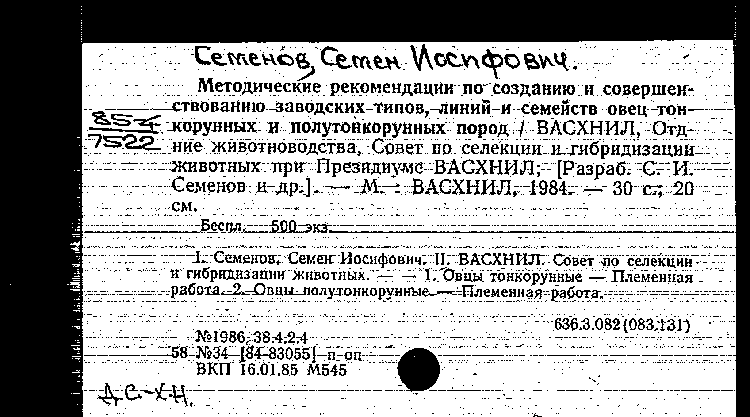 Семенов, Семен Иосифович.
Методические рекомендации по созданию и совершен-
ствованию заводских типов, линий и семейств овец тон-
корунных и полутонкорунных пород / ВАСХНИЛ, Отд-
ние животноводства, Совет по селекции и гибридизации
животных при Президиуме ВАСХНИЛ; [Разраб. С. И.
Семенов и др.]. — М. : ВАСХНИЛ, 1984. — 30 с.; 20
см.
85-4
7522
Беспл. 500 экз.
I. Семенов, Семен Иосифович. II. ВАСХНИЛ. Совет по селекции
и гибридизации животных. — — 1. Овцы тонкорунные — Племенная
работа. 2. Овцы полутонкорунные — Племенная работа.
636.3.082(083.131)
№1986, 38.4.2.4
58 №34 [84-83055] п оп
ВКП 16.01.85 М545
Д.С-Х.Н.